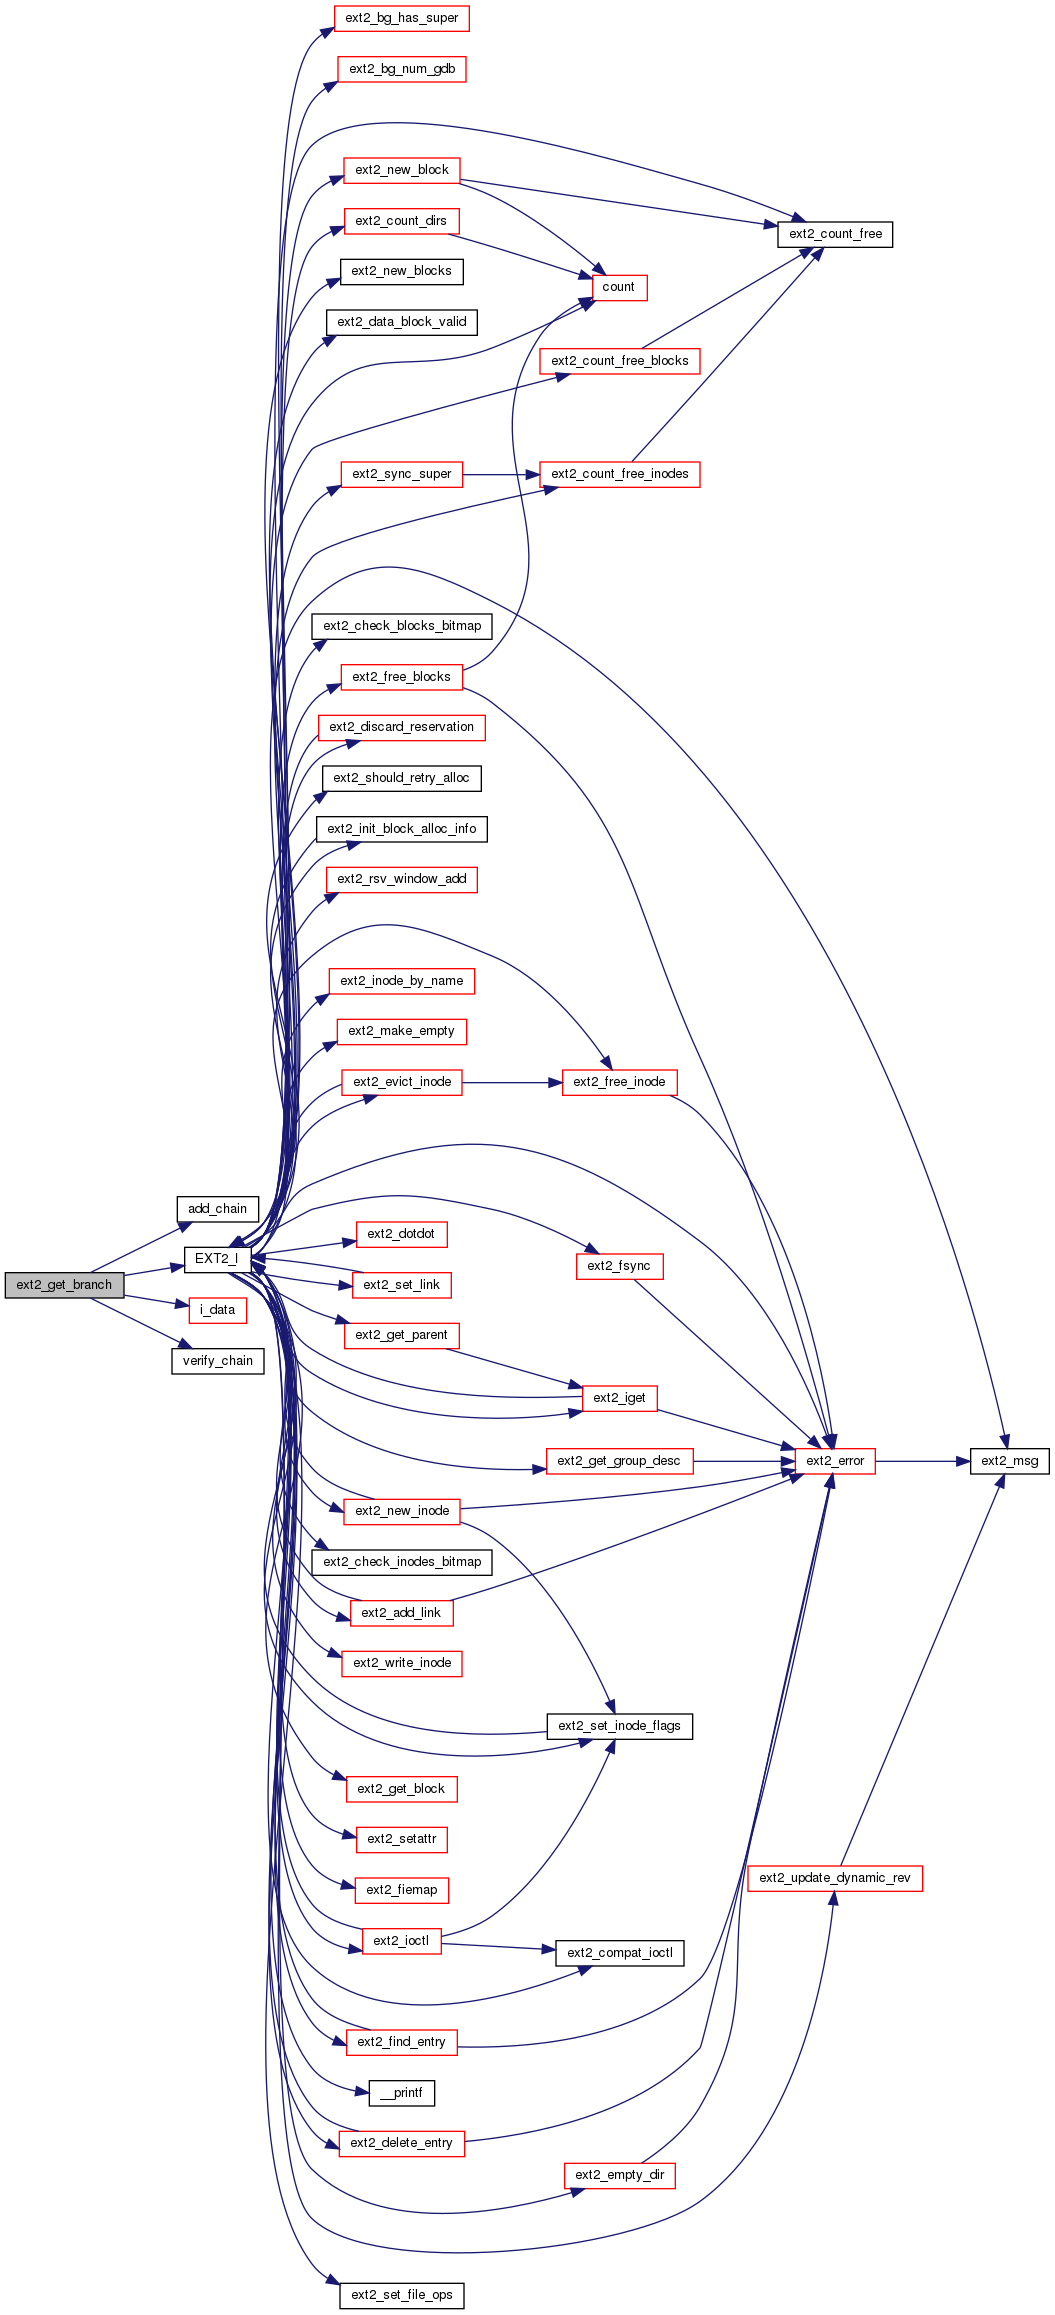 ext2_bg_has_super
ext2_bg_num_gdb
ext2_new_block
ext2_count_dirs
ext2_count_free
ext2_new_blocks
count
ext2_data_block_valid
ext2_count_free_blocks
ext2_sync_super
ext2_count_free_inodes
ext2_check_blocks_bitmap
ext2_free_blocks
ext2_discard_reservation
ext2_should_retry_alloc
ext2_init_block_alloc_info
ext2_rsv_window_add
ext2_inode_by_name
ext2_make_empty
ext2_evict_inode
ext2_free_inode
add_chain
ext2_dotdot
EXT2_I
ext2_fsync
ext2_get_branch
ext2_set_link
i_data
ext2_get_parent
verify_chain
ext2_iget
ext2_get_group_desc
ext2_error
ext2_msg
ext2_new_inode
ext2_check_inodes_bitmap
ext2_add_link
ext2_write_inode
ext2_set_inode_flags
ext2_get_block
ext2_setattr
ext2_update_dynamic_rev
ext2_fiemap
ext2_ioctl
ext2_compat_ioctl
ext2_find_entry
__printf
ext2_delete_entry
ext2_empty_dir
ext2_set_file_ops